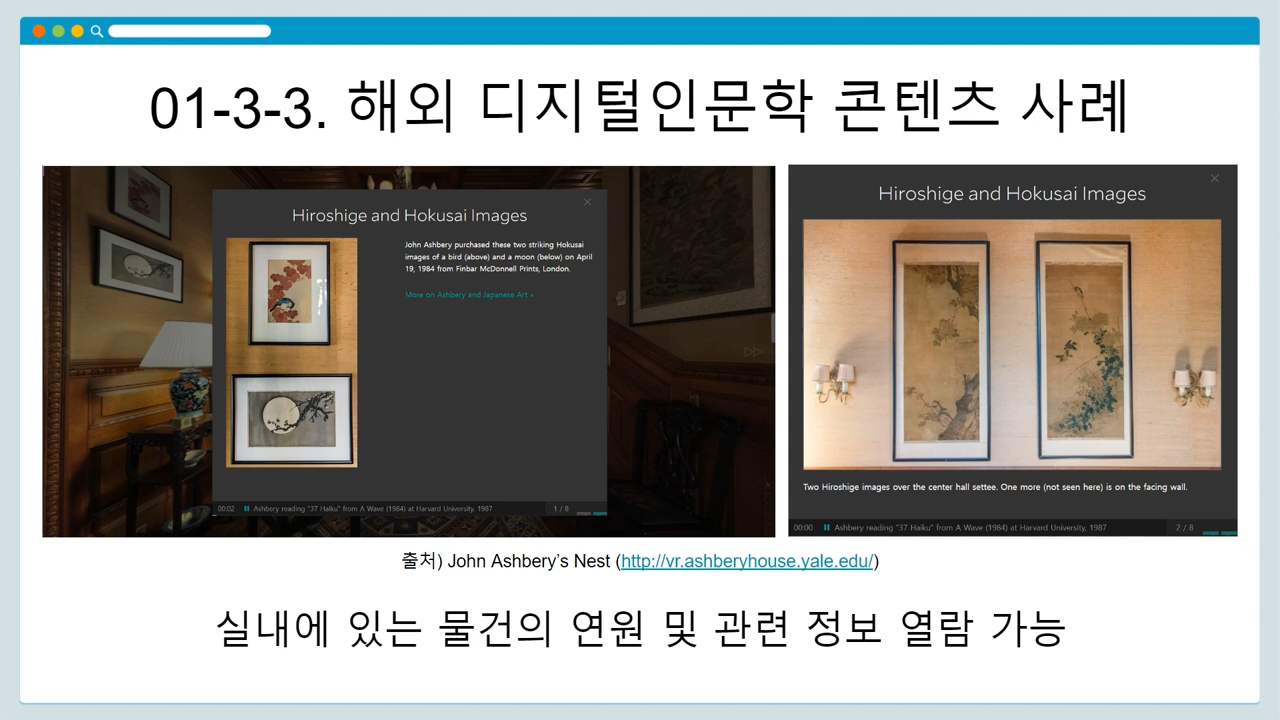 01-3-3. 해외 디지털인문학 콘텐츠 사례
Hiroshige and Hokusai Images
John Ashbery purchased these two striking Hokusai
images of a bird (above) and a moon (below) on April
19, 1984 from Finbar McDonnell Prints, London.
More on Ashbery and Japanese Art »
00:02 Ashbery reading "37 Haiku" from A Wave (1984) at Harvard University, 1987 1 / 8
Hiroshige and Hokusai Images
Two Hiroshige images over the center hall settee. One more (not seen here) is on the facing wall.
00:00 Ashbery reading "37 Haiku" from A Wave (1984) at Harvard University, 1987 2 / 8
출처) John Ashbery’s Nest (http://vr.ashberyhouse.yale.edu/)
실내에 있는 물건의 연원 및 관련 정보 열람 가능